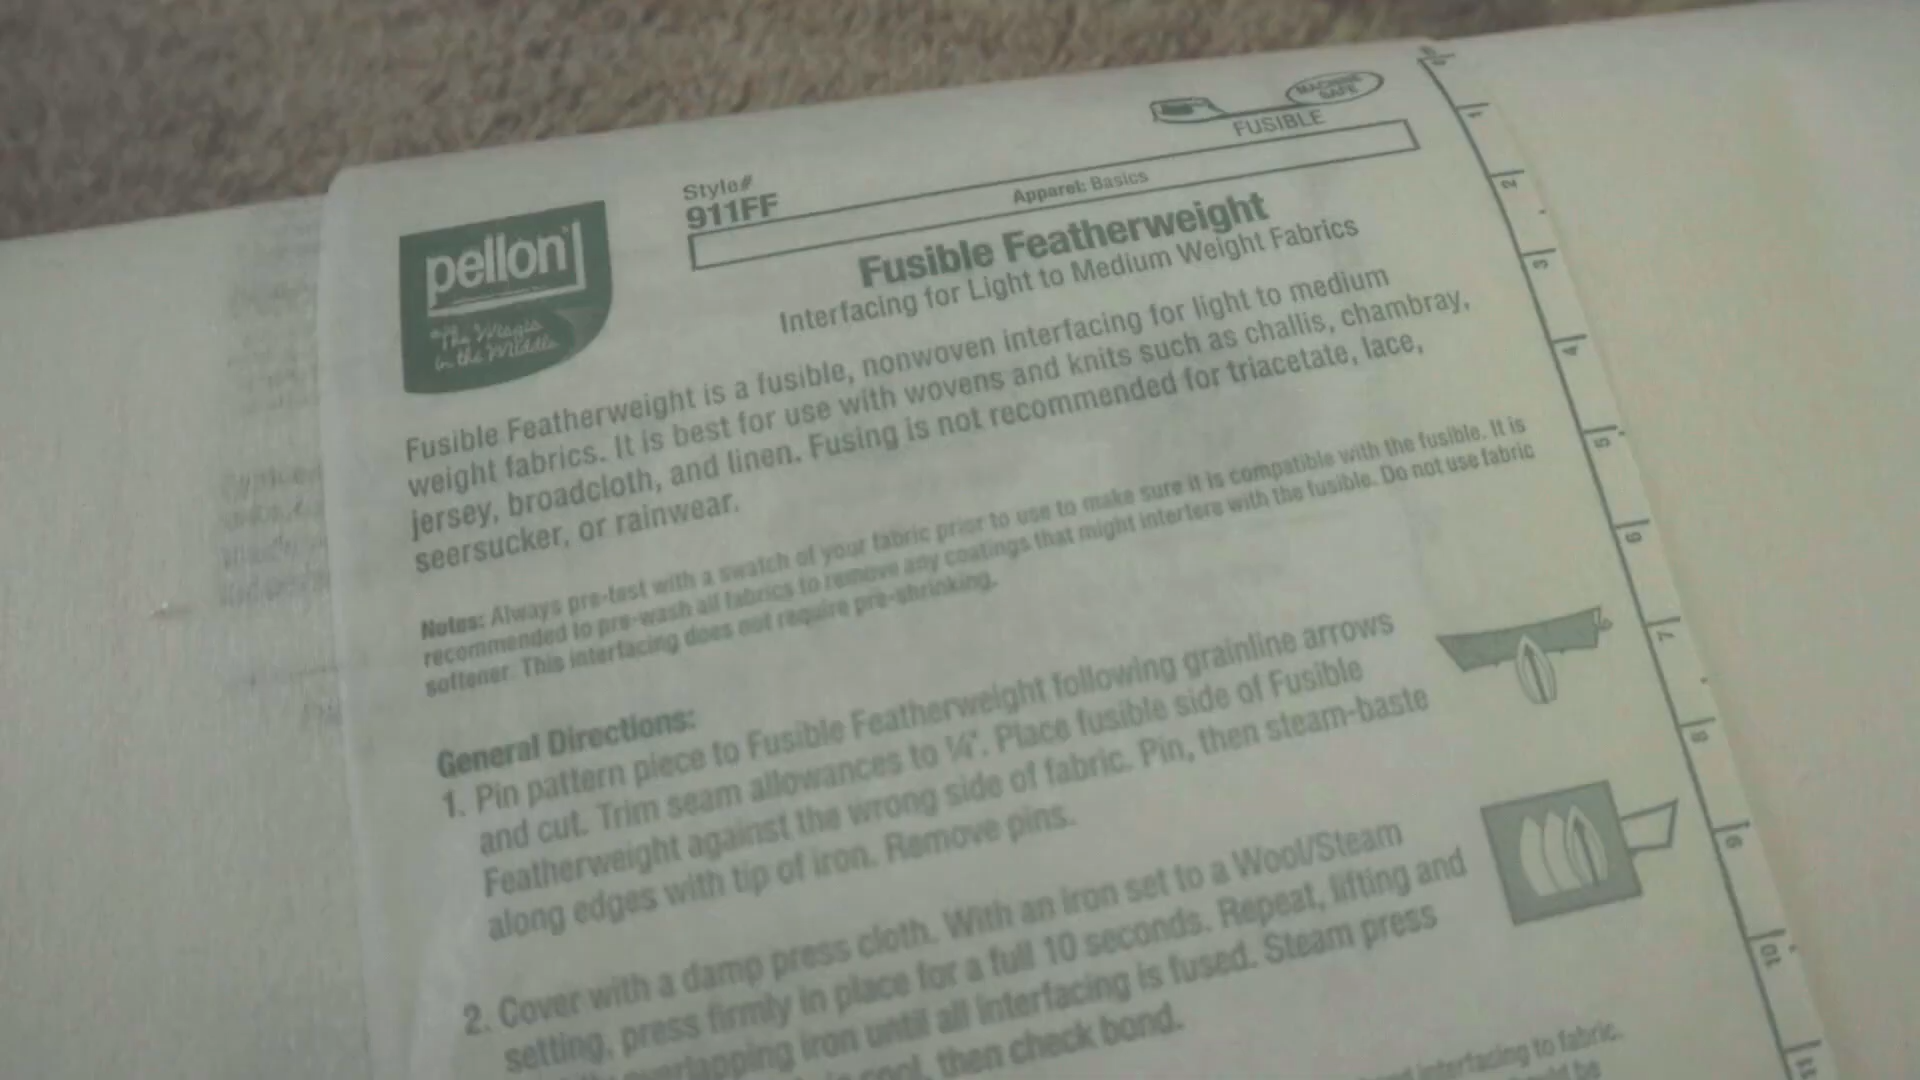 MACHINE
SAFE
FUSIBLE
Style#
911FF
Apparel: Basics
pellon
The Magic
in the Middle
Fusible Featherweight
Interfacing for Light to Medium Weight Fabrics
Fusible Featherweight is a fusible, nonwoven interfacing for light to medium
weight fabrics. It is best for use with wovens and knits such as challis, chambray,
jersey, broadcloth, and linen. Fusing is not recommended for triacetate, lace,
seersucker, or rainwear.
Notes: Always pre-test with a swatch of your fabric prior to use to make sure it is compatible with the fusible. It is
recommended to pre-wash all fabrics to remove any coatings that might interfere with the fusible. Do not use fabric
softener. This interfacing does not require pre-shrinking.
General Directions:
1. Pin pattern piece to Fusible Featherweight following grainline arrows
and cut. Trim seam allowances to ⅛". Place fusible side of Fusible
Featherweight against the wrong side of fabric. Pin, then steam-baste
along edges with tip of iron. Remove pins.
2. Cover with a damp press cloth. With an iron set to a Wool/Steam
setting, press firmly in place for a full 10 seconds. Repeat, lifting and
overlapping iron until all interfacing is fused. Steam press
cool, then check bond.
interfacing to fabric.
be
1
2
3
4
5
6
7
8
9
10
11